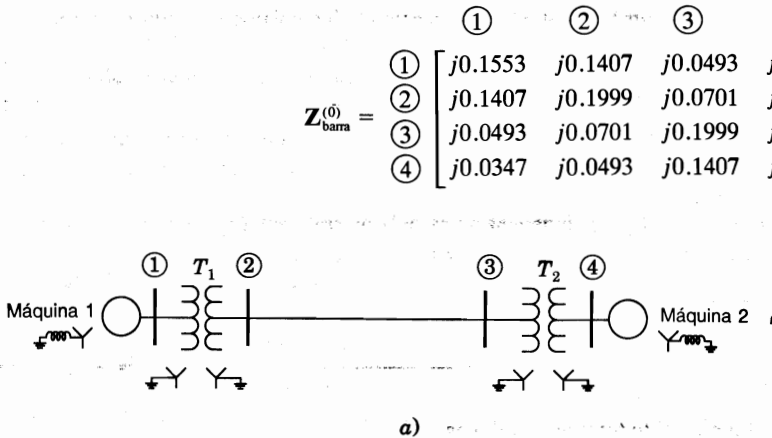 ① ② ③
Z barra (0) =
① j0.1553 j0.1407 j0.0493 j
② j0.1407 j0.1999 j0.0701 j
③ j0.0493 j0.0701 j0.1999 j
④ j0.0347 j0.0493 j0.1407 j
① T₁ ② ③ T₂ ④
Máquina 1 Máquina 2
a)